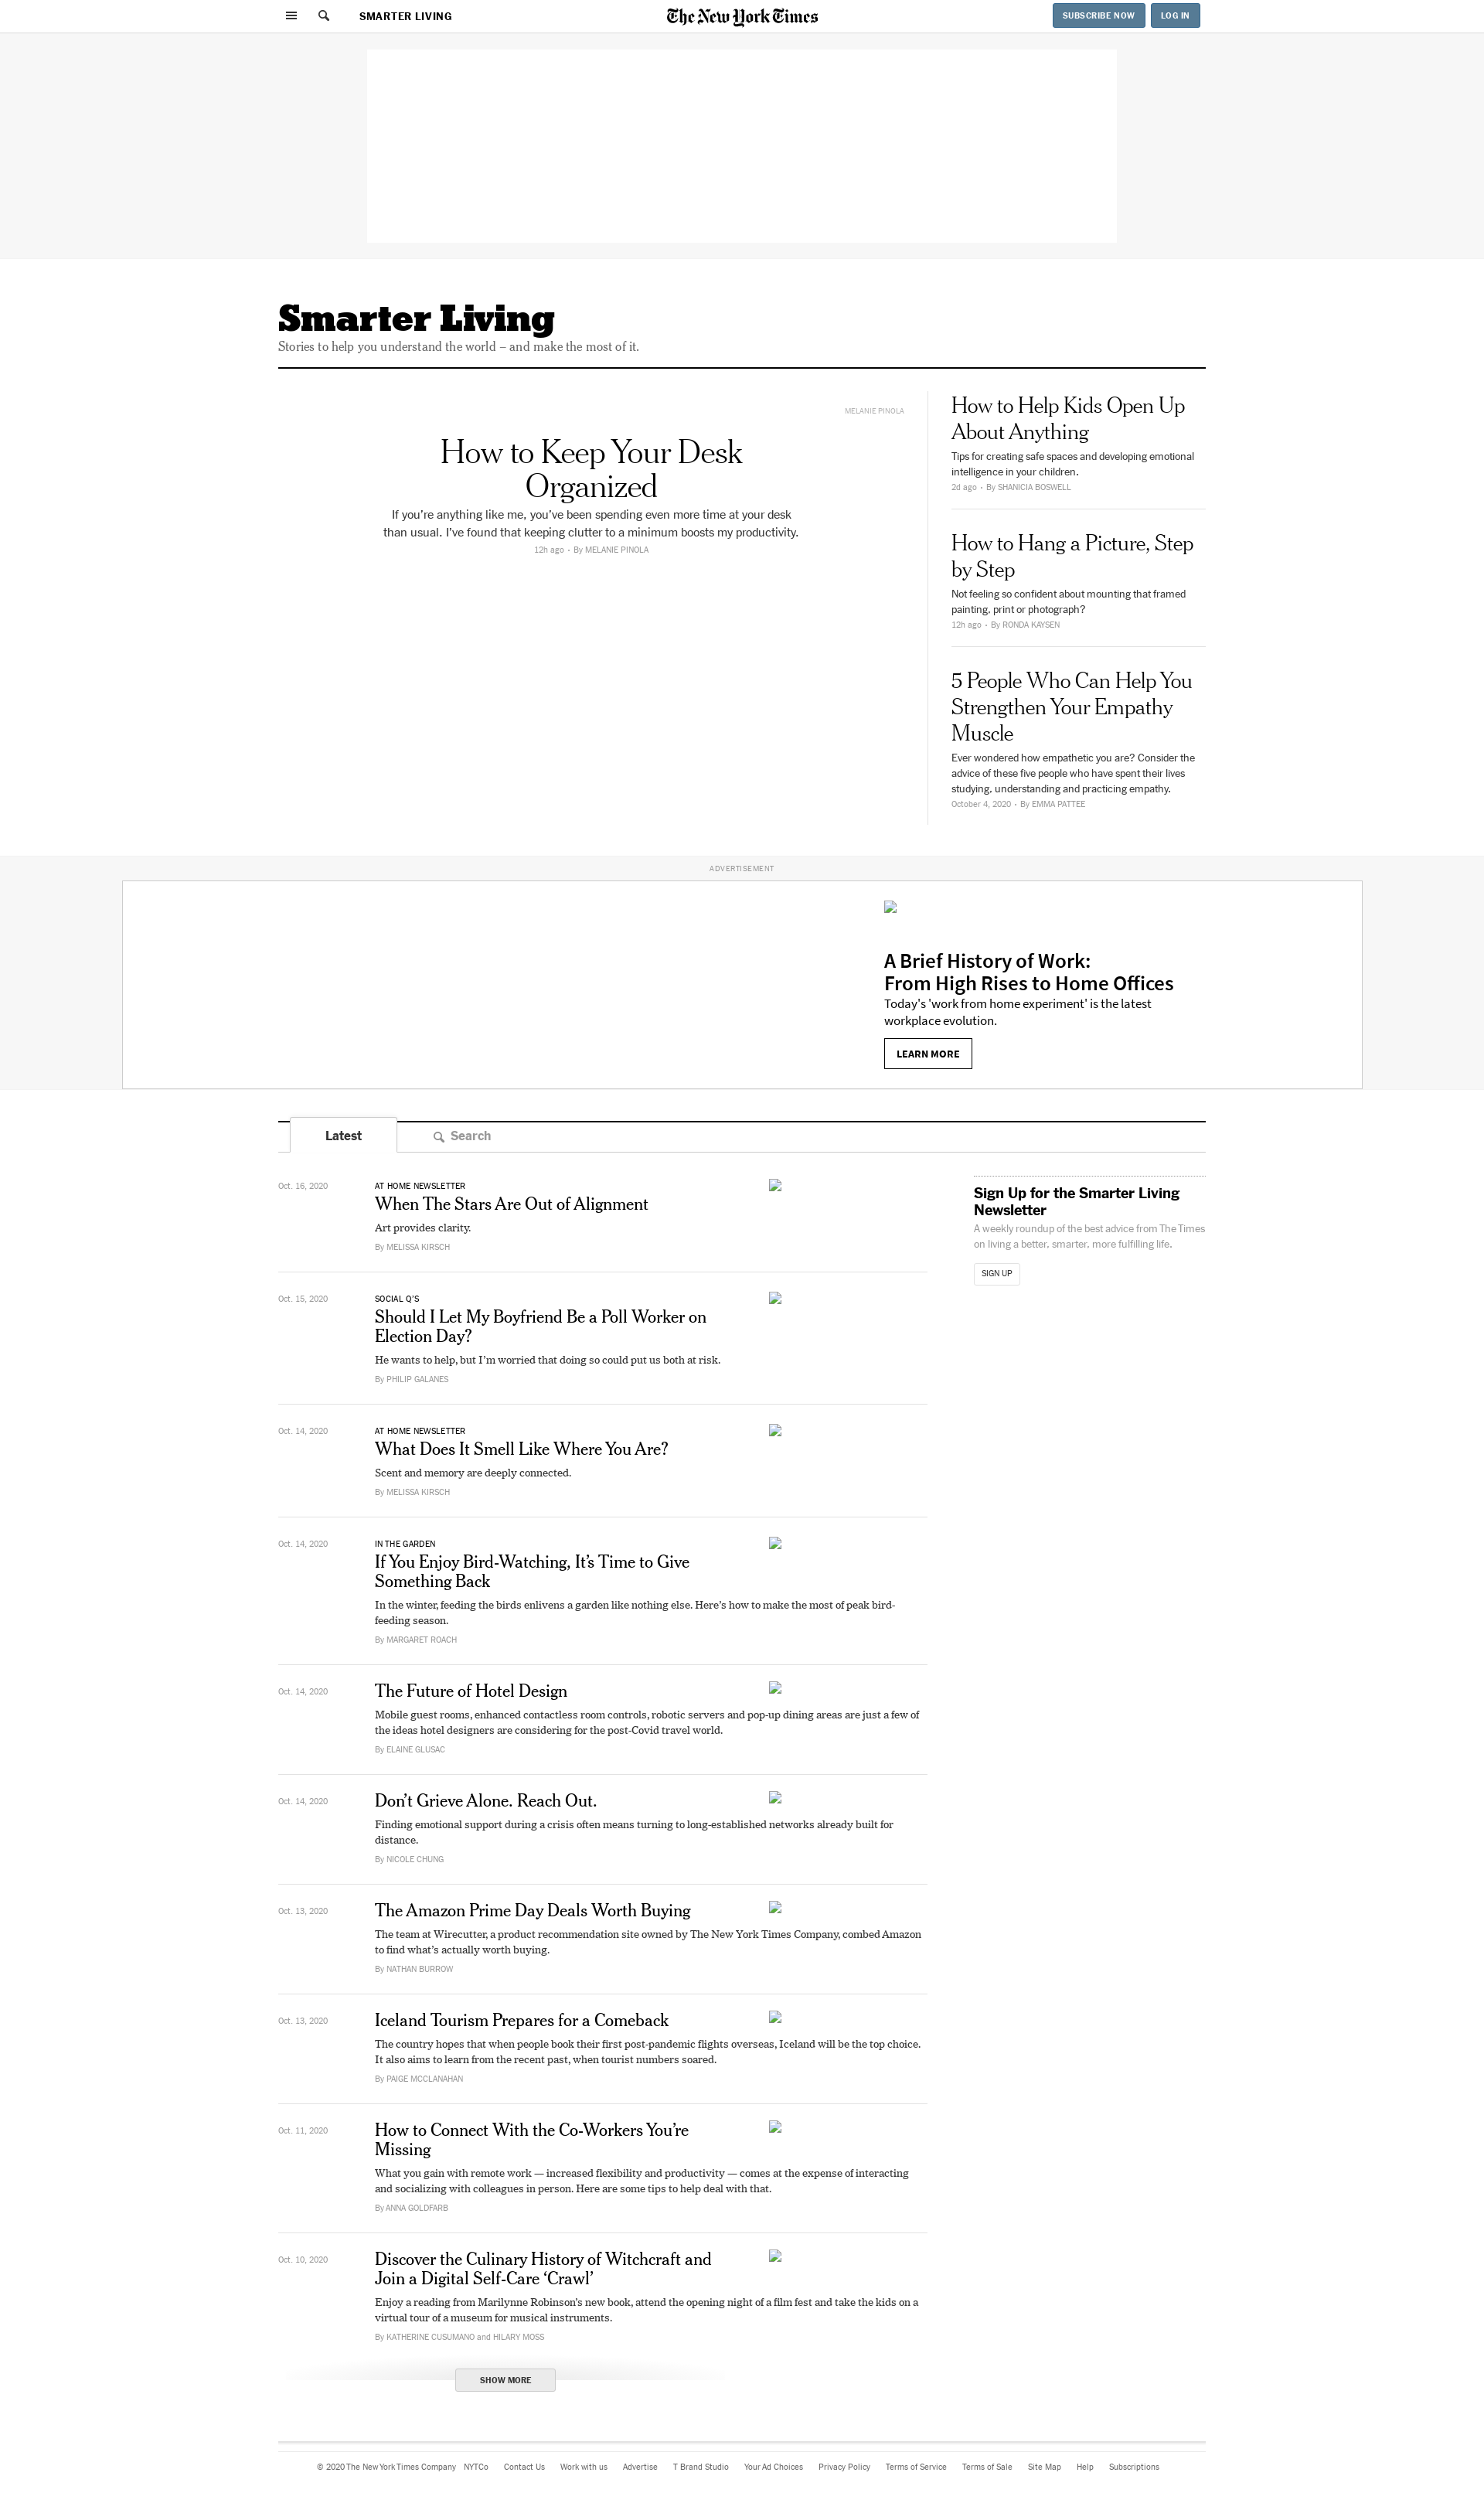 SMARTER LIVING
The New York Times
SUBSCRIBE NOW
LOG IN
Smarter Living
Stories to help you understand the world – and make the most of it.
MELANIE PINOLA
How to Keep Your Desk
Organized
If you’re anything like me, you’ve been spending even more time at your desk
than usual. I’ve found that keeping clutter to a minimum boosts my productivity.
12h ago • By MELANIE PINOLA
How to Help Kids Open Up
About Anything
Tips for creating safe spaces and developing emotional
intelligence in your children.
2d ago • By SHANICIA BOSWELL
How to Hang a Picture, Step
by Step
Not feeling so confident about mounting that framed
painting, print or photograph?
12h ago • By RONDA KAYSEN
5 People Who Can Help You
Strengthen Your Empathy
Muscle
Ever wondered how empathetic you are? Consider the
advice of these five people who have spent their lives
studying, understanding and practicing empathy.
October 4, 2020 • By EMMA PATTEE
ADVERTISEMENT
A Brief History of Work:
From High Rises to Home Offices
Today's 'work from home experiment' is the latest
workplace evolution.
LEARN MORE
Latest
Search
Oct. 16, 2020
AT HOME NEWSLETTER
When The Stars Are Out of Alignment
Art provides clarity.
By MELISSA KIRSCH
Sign Up for the Smarter Living
Newsletter
A weekly roundup of the best advice from The Times
on living a better, smarter, more fulfilling life.
SIGN UP
Oct. 15, 2020
SOCIAL Q’S
Should I Let My Boyfriend Be a Poll Worker on
Election Day?
He wants to help, but I’m worried that doing so could put us both at risk.
By PHILIP GALANES
Oct. 14, 2020
AT HOME NEWSLETTER
What Does It Smell Like Where You Are?
Scent and memory are deeply connected.
By MELISSA KIRSCH
Oct. 14, 2020
IN THE GARDEN
If You Enjoy Bird-Watching, It’s Time to Give
Something Back
In the winter, feeding the birds enlivens a garden like nothing else. Here’s how to make the most of peak bird-
feeding season.
By MARGARET ROACH
Oct. 14, 2020
The Future of Hotel Design
Mobile guest rooms, enhanced contactless room controls, robotic servers and pop-up dining areas are just a few of
the ideas hotel designers are considering for the post-Covid travel world.
By ELAINE GLUSAC
Oct. 14, 2020
Don’t Grieve Alone. Reach Out.
Finding emotional support during a crisis often means turning to long-established networks already built for
distance.
By NICOLE CHUNG
Oct. 13, 2020
The Amazon Prime Day Deals Worth Buying
The team at Wirecutter, a product recommendation site owned by The New York Times Company, combed Amazon
to find what’s actually worth buying.
By NATHAN BURROW
Oct. 13, 2020
Iceland Tourism Prepares for a Comeback
The country hopes that when people book their first post-pandemic flights overseas, Iceland will be the top choice.
It also aims to learn from the recent past, when tourist numbers soared.
By PAIGE MCCLANAHAN
Oct. 11, 2020
How to Connect With the Co-Workers You’re
Missing
What you gain with remote work — increased flexibility and productivity — comes at the expense of interacting
and socializing with colleagues in person. Here are some tips to help deal with that.
By ANNA GOLDFARB
Oct. 10, 2020
Discover the Culinary History of Witchcraft and
Join a Digital Self-Care ‘Crawl’
Enjoy a reading from Marilynne Robinson’s new book, attend the opening night of a film fest and take the kids on a
virtual tour of a museum for musical instruments.
By KATHERINE CUSUMANO and HILARY MOSS
SHOW MORE
© 2020 The New York Times Company NYTCo Contact Us Work with us Advertise T Brand Studio Your Ad Choices Privacy Policy Terms of Service Terms of Sale Site Map Help Subscriptions